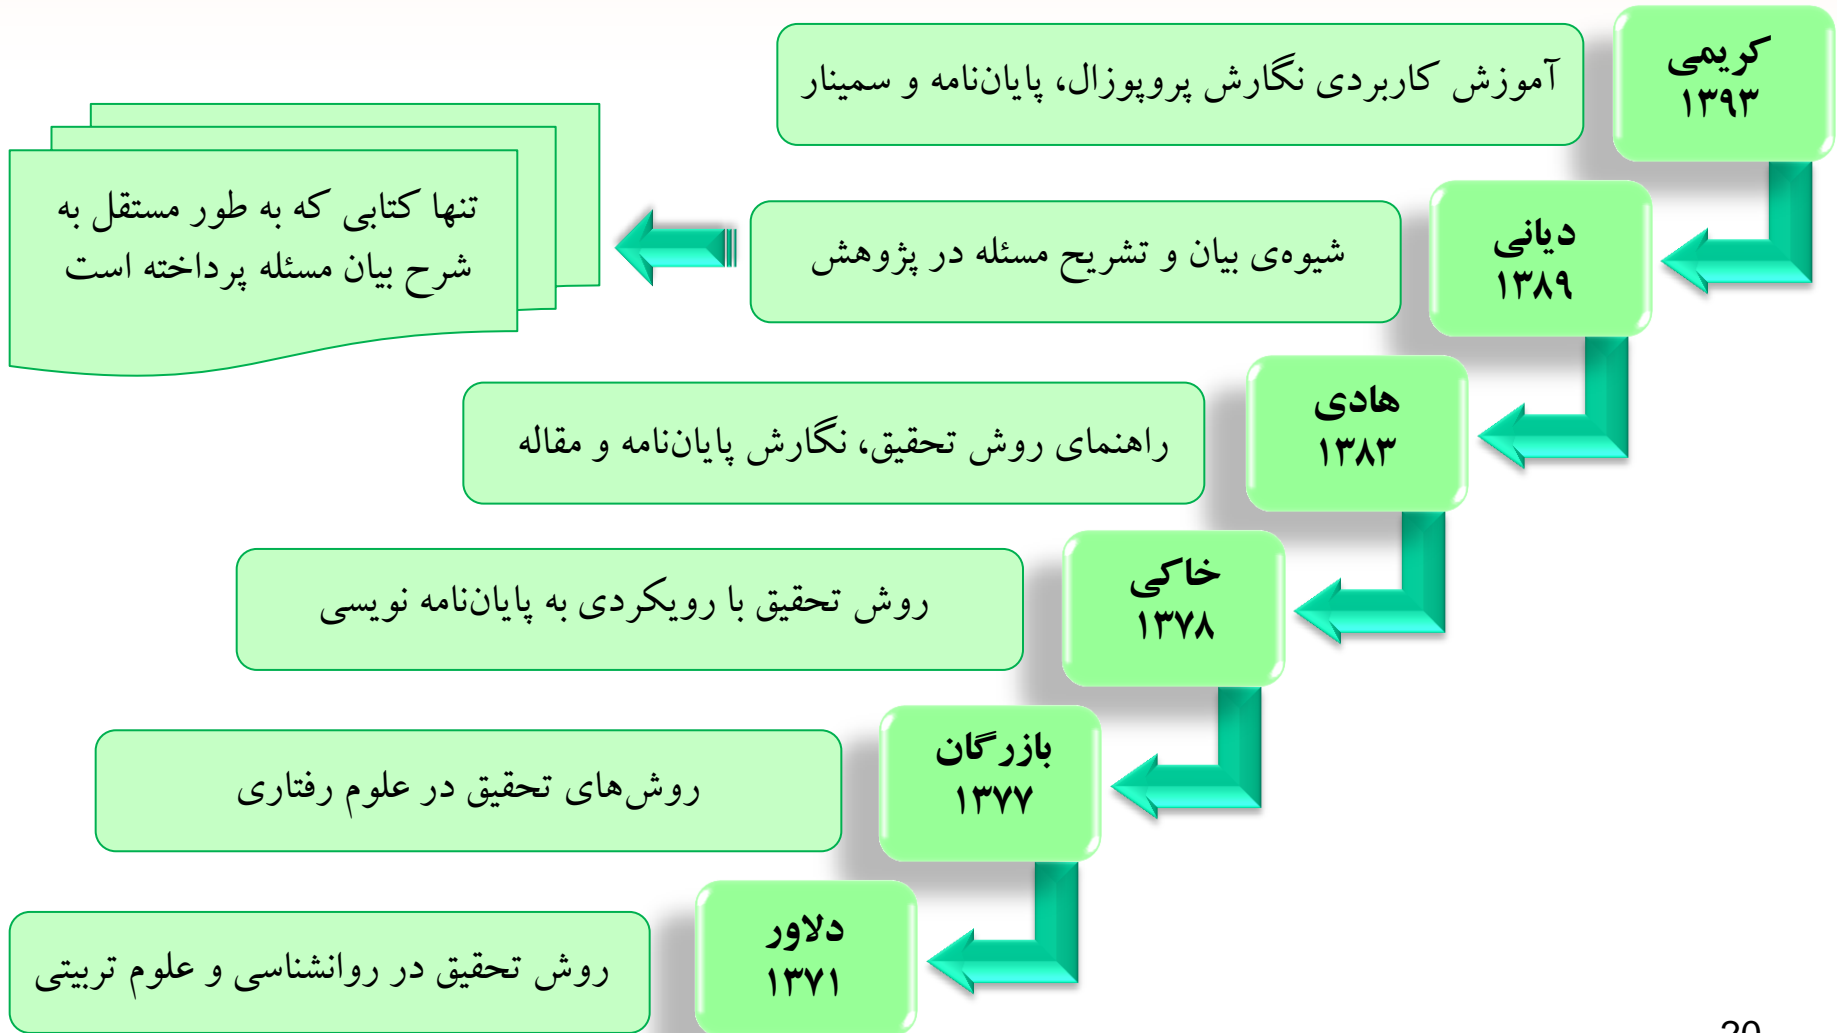 کریمی
۱۳۹۳
آموزش کاربردی نگارش پروپوزال، پایان‌نامه و سمینار
دیانی
۱۳۸۹
شیوه‌ی بیان و تشریح مسئله در پژوهش
تنها کتابی که به طور مستقل به
شرح بیان مسئله پرداخته است
هادی
۱۳۸۳
راهنمای روش تحقیق، نگارش پایان‌نامه و مقاله
خاکی
۱۳۷۸
روش تحقیق با رویکردی به پایان‌نامه نویسی
بازرگان
۱۳۷۷
روش‌های تحقیق در علوم رفتاری
دلاور
۱۳۷۱
روش تحقیق در روانشناسی و علوم تربیتی
20